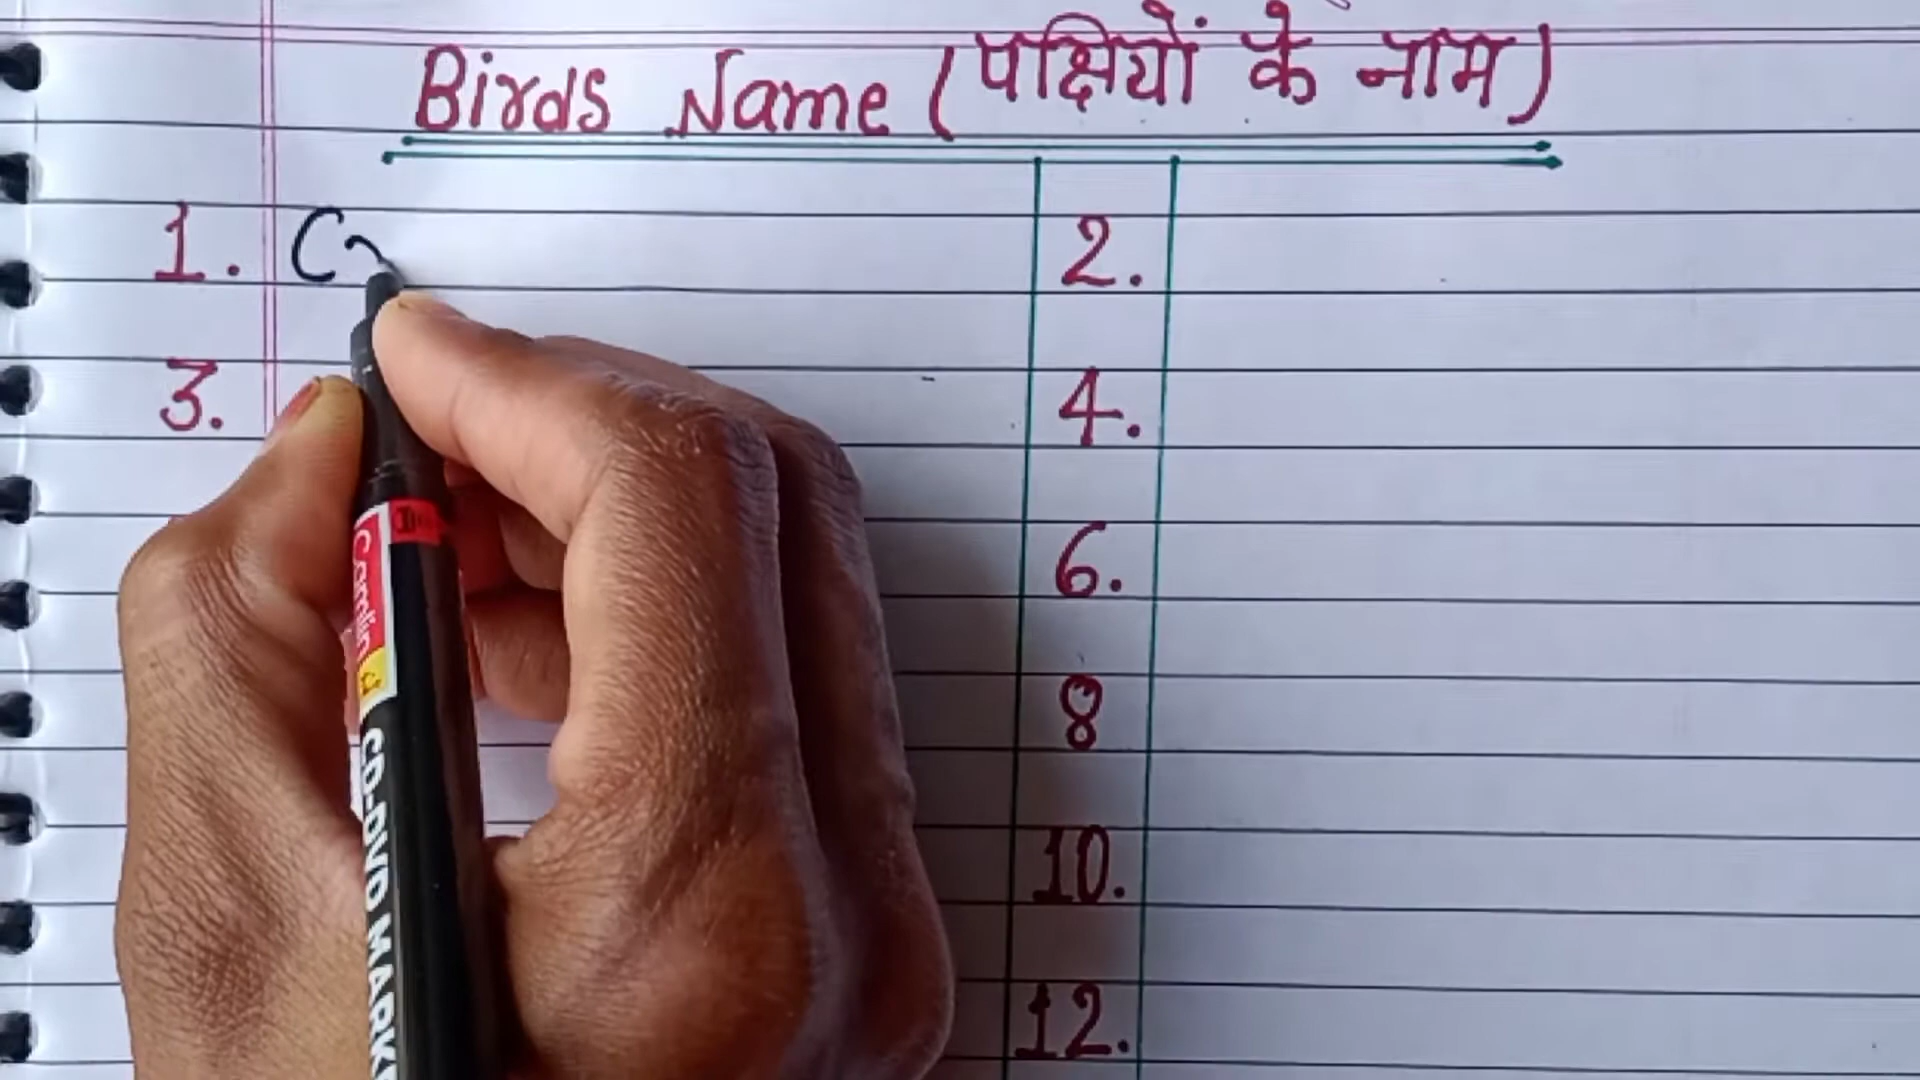 Birds Name (पक्षियों के नाम)
1. C
2.
3.
4.
6.
8
10.
12.
Camlin
CD-DVD MARK